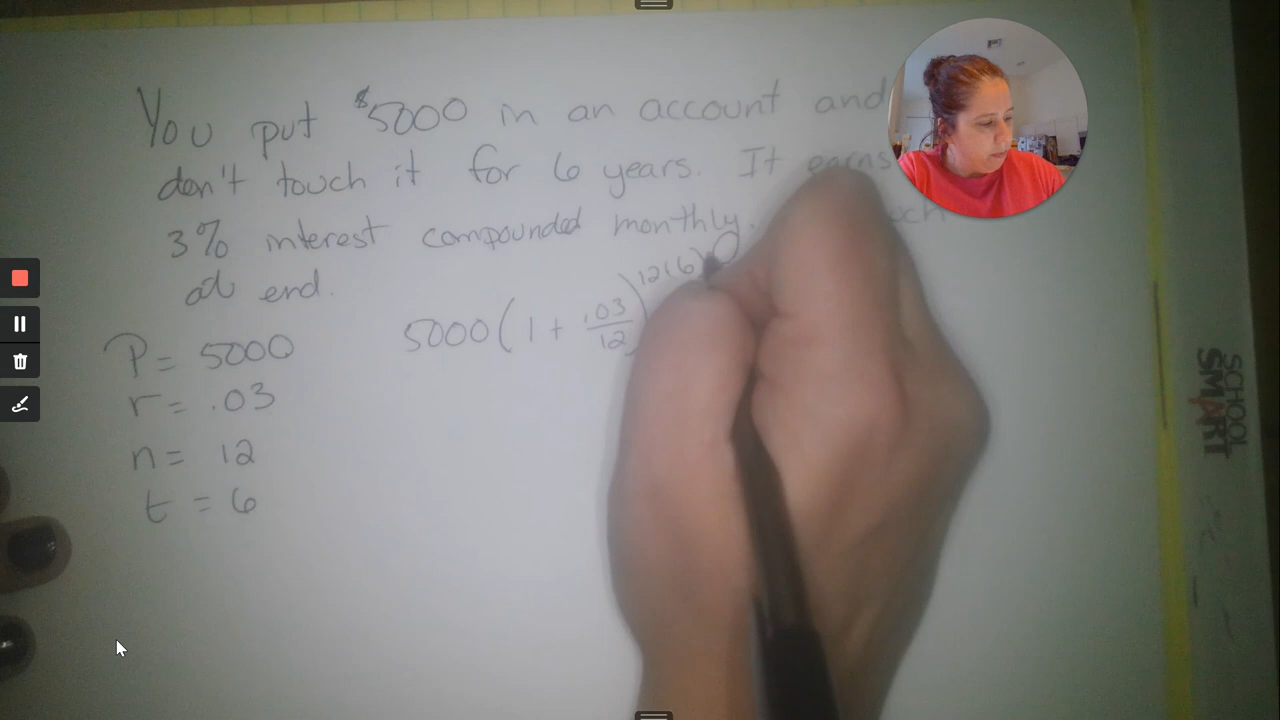 You put $5000 in an account and
don't touch it for 6 years. It earns
3% interest compounded monthly.
at end.
5000(1 + .03/12)^12(6)
P = 5000
r = .03
n = 12
t = 6
SCHOOL
SMART